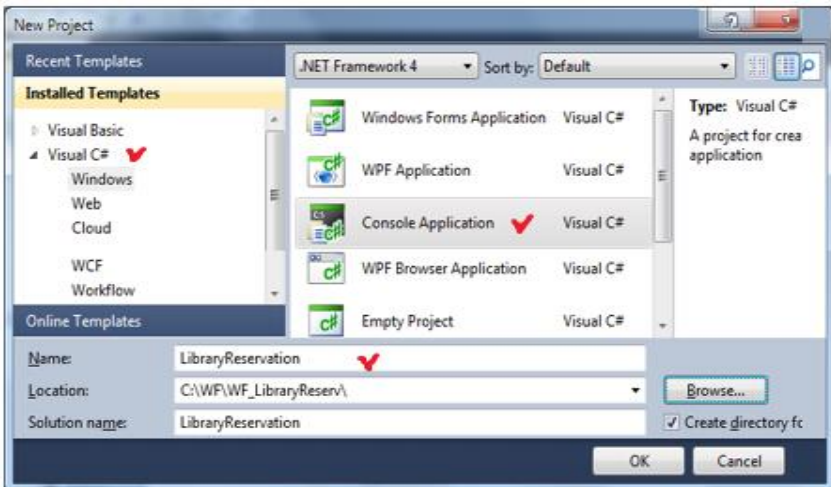 New Project
Recent Templates
Installed Templates
Visual Basic
Visual C#
Windows
Web
Cloud
WCF
Workflow
Online Templates
.NET Framework 4 Sort by: Default
Windows Forms Application Visual C#
WPF Application Visual C#
Console Application Visual C#
WPF Browser Application Visual C#
Empty Project Visual C#
Type: Visual C#
A project for crea
application
Name: LibraryReservation
Location: C:\WF\WF_LibraryReserv\ Browse...
Solution name: LibraryReservation Create directory fo
OK Cancel